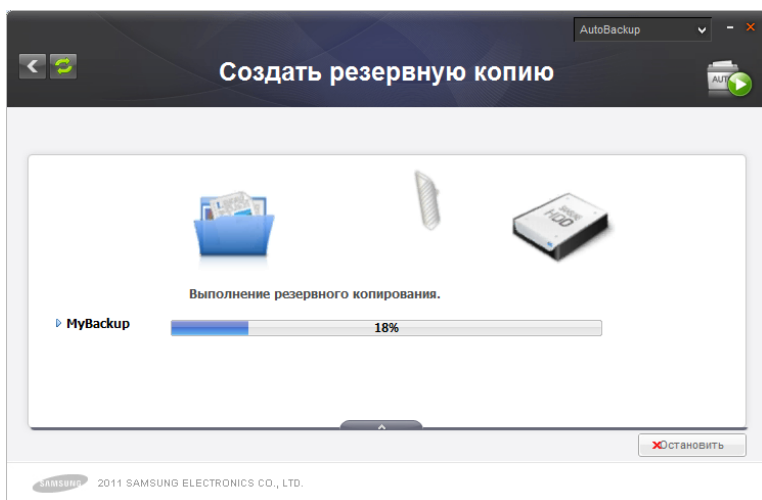 AutoBackup
Создать резервную копию
AUTO
HDD
Выполнение резервного копирования.
MyBackup
18%
Остановить
SAMSUNG 2011 SAMSUNG ELECTRONICS CO., LTD.